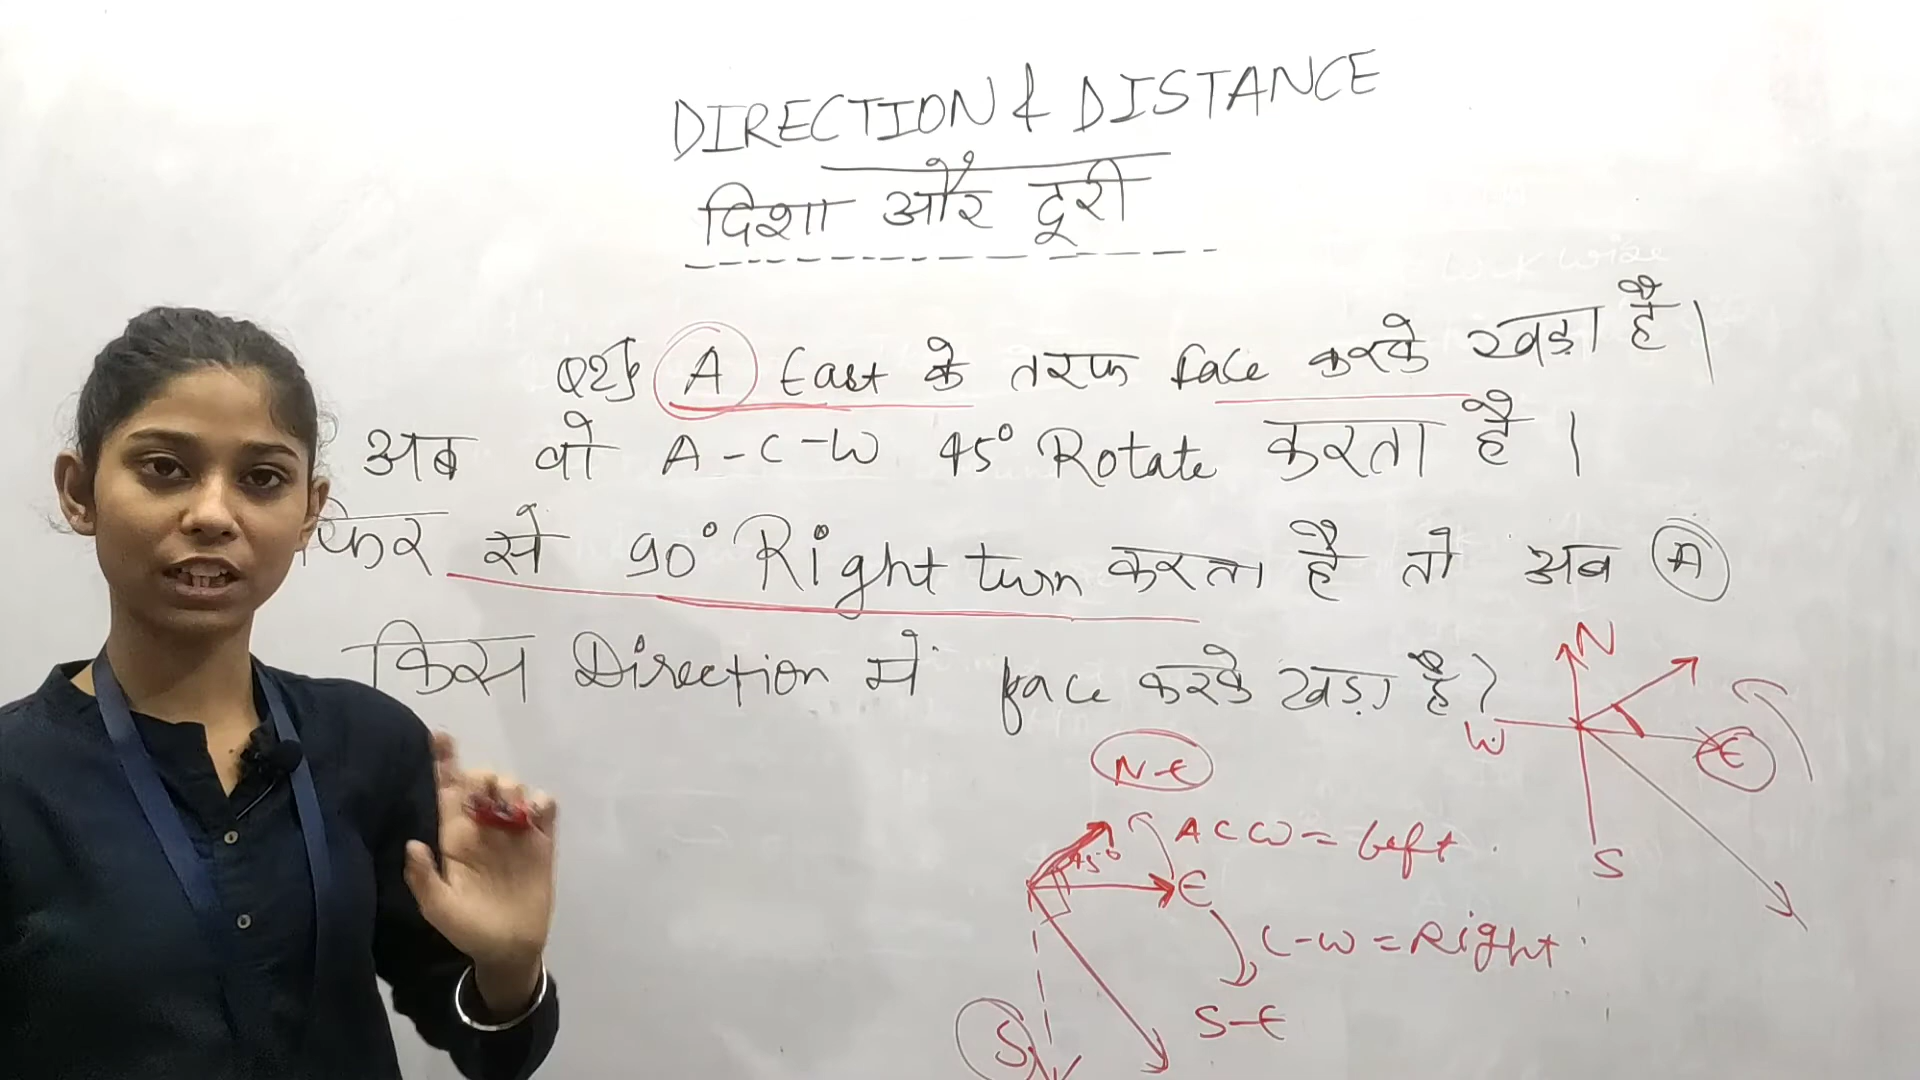 DIRECTION & DISTANCE
दिशा और दूरी
Q2} A East के तरफ face करके खड़ा है।
अब वो A-C-W 45° Rotate करता है।
फिर से 90° Right turn करता है तो अब A
किस Direction में face करके खड़ा है?
N
W
E
S
N-E
45°
ACW = Left
E
C-W = Right
S-E
S